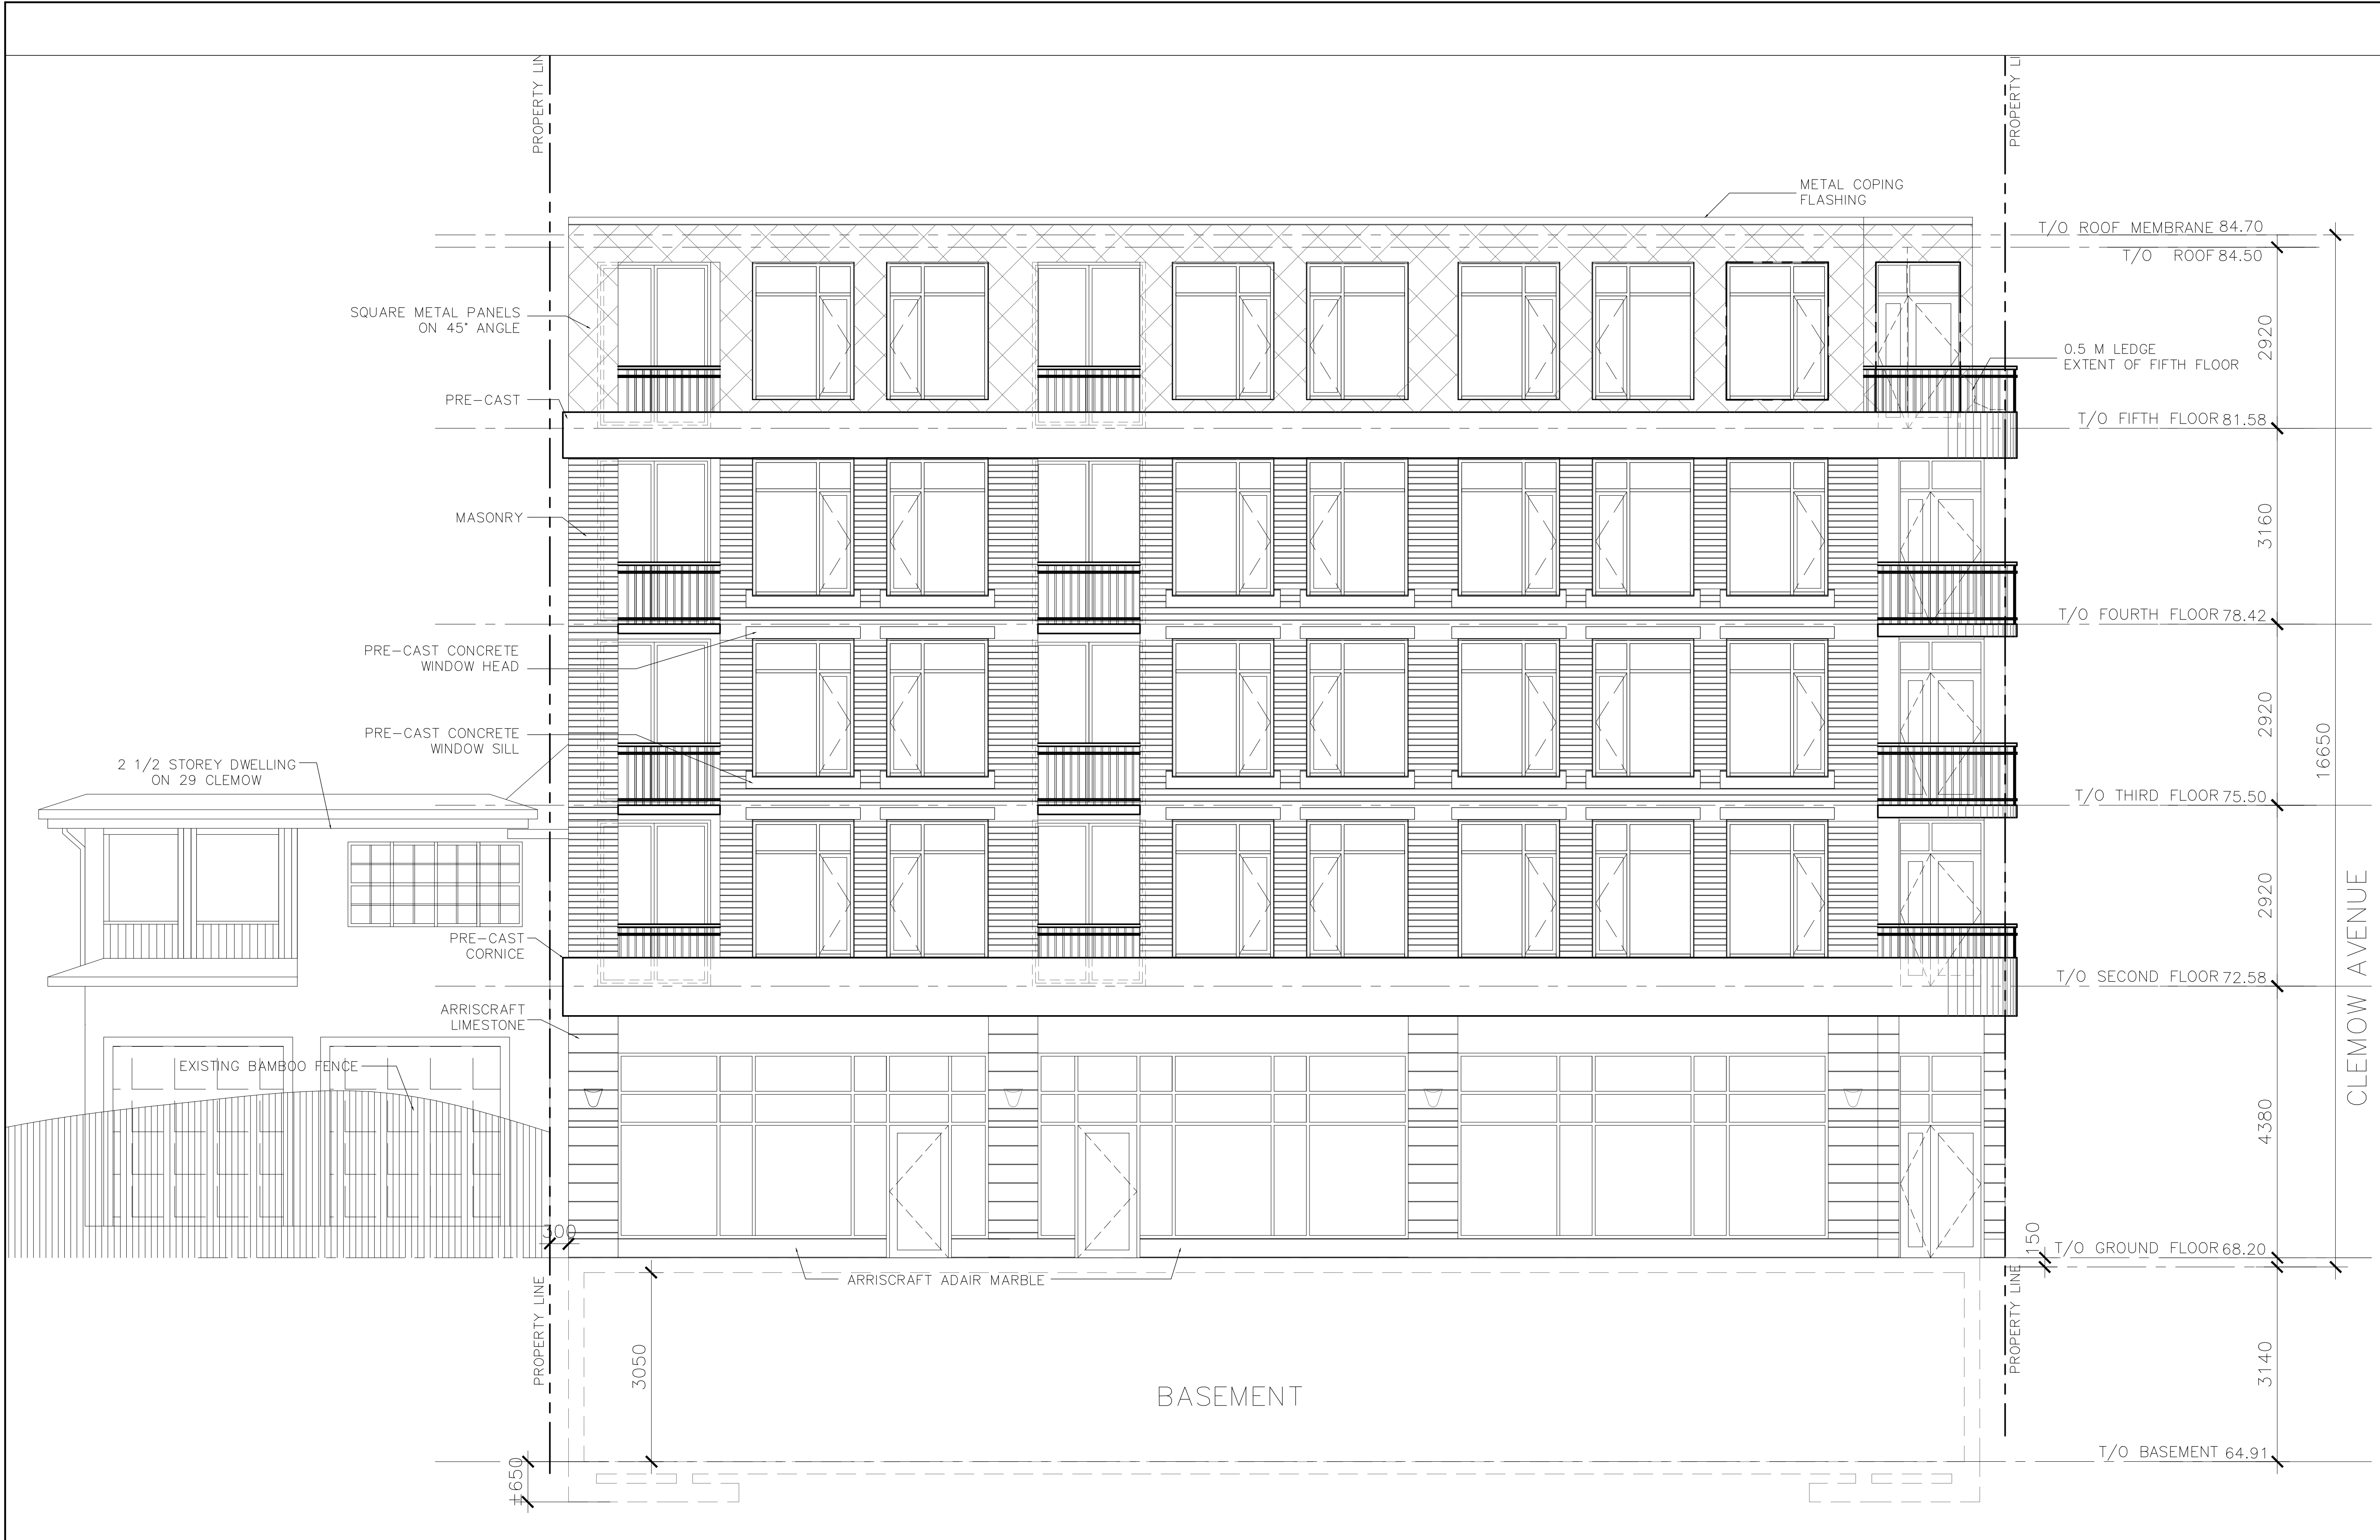 PROPERTY LIN
PROPERTY LI
METAL COPING
FLASHING
T/O ROOF MEMBRANE 84.70
T/O ROOF 84.50
SQUARE METAL PANELS
ON 45° ANGLE
2920
0.5 M LEDGE
EXTENT OF FIFTH FLOOR
PRE-CAST
T/O FIFTH FLOOR 81.58
MASONRY
3160
T/O FOURTH FLOOR 78.42
PRE-CAST CONCRETE
WINDOW HEAD
2920
PRE-CAST CONCRETE
WINDOW SILL
16650
2 1/2 STOREY DWELLING
ON 29 CLEMOW
T/O THIRD FLOOR 75.50
2920
CLEMOW AVENUE
PRE-CAST
CORNICE
T/O SECOND FLOOR 72.58
ARRISCRAFT
LIMESTONE
EXISTING BAMBOO FENCE
4380
300
150
T/O GROUND FLOOR 68.20
ARRISCRAFT ADAIR MARBLE
PROPERTY LINE
PROPERTY LINE
3050
3140
BASEMENT
T/O BASEMENT 64.91
±650